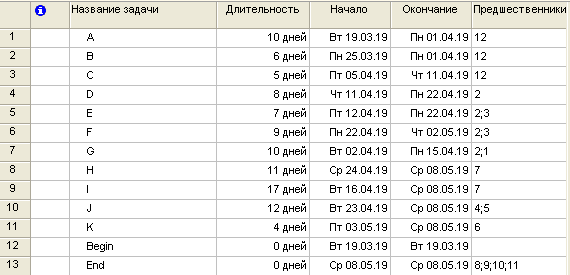 Название задачи Длительность Начало Окончание Предшественники
1 A 10 дней Вт 19.03.19 Пн 01.04.19 12
2 B 6 дней Пн 25.03.19 Пн 01.04.19 12
3 C 5 дней Пт 05.04.19 Чт 11.04.19 12
4 D 8 дней Чт 11.04.19 Пн 22.04.19 2
5 E 7 дней Пт 12.04.19 Пн 22.04.19 2;3
6 F 9 дней Пн 22.04.19 Чт 02.05.19 2;3
7 G 10 дней Вт 02.04.19 Пн 15.04.19 2;1
8 H 11 дней Ср 24.04.19 Ср 08.05.19 7
9 I 17 дней Вт 16.04.19 Ср 08.05.19 7
10 J 12 дней Вт 23.04.19 Ср 08.05.19 4;5
11 K 4 дней Пт 03.05.19 Ср 08.05.19 6
12 Begin 0 дней Вт 19.03.19 Вт 19.03.19
13 End 0 дней Ср 08.05.19 Ср 08.05.19 8;9;10;11